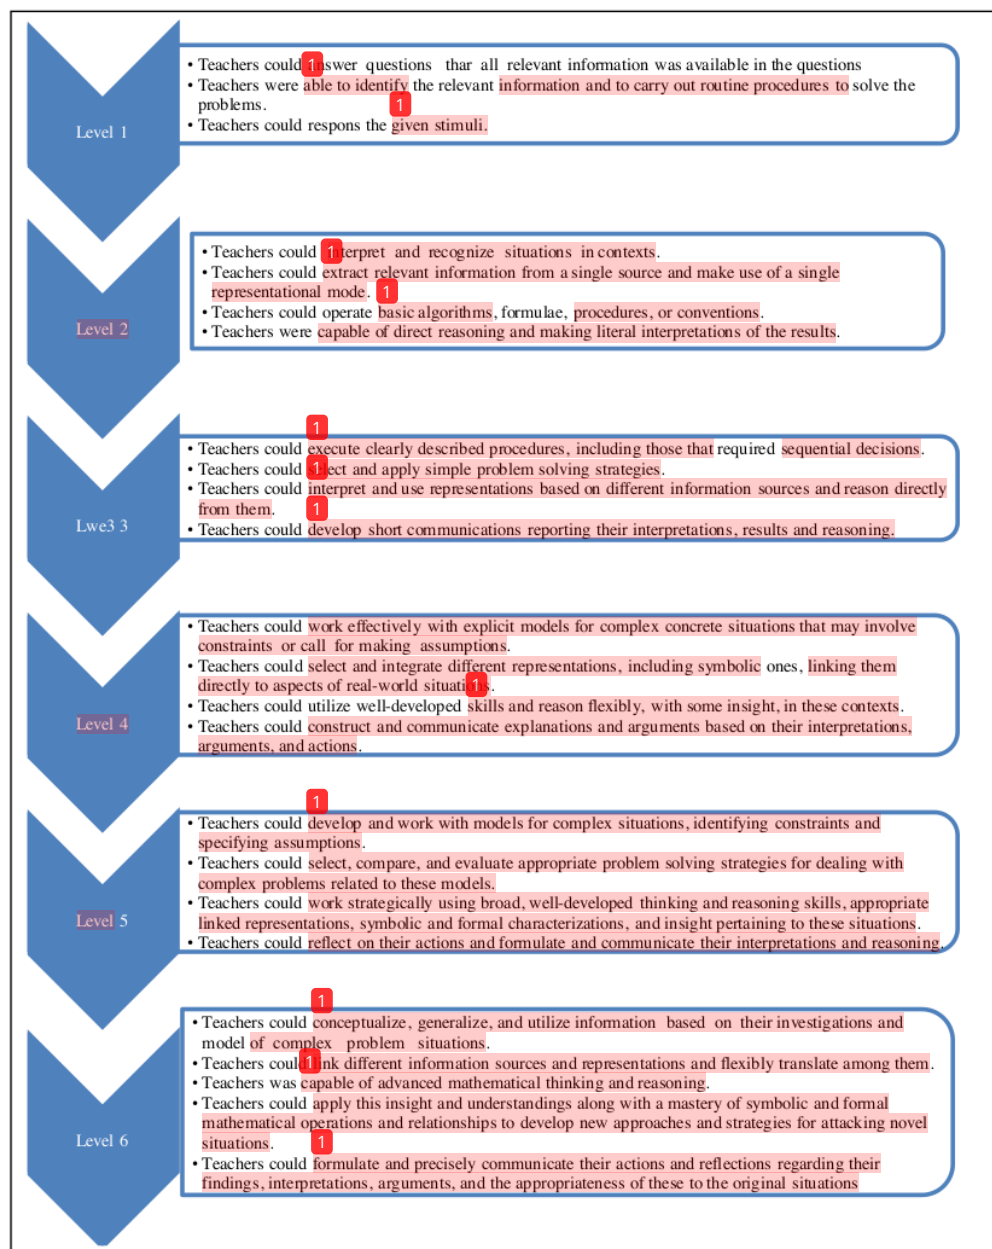 • Teachers could answer questions thar all relevant information was available in the questions
• Teachers were able to identify the relevant information and to carry out routine procedures to solve the
problems.
• Teachers could respons the given stimuli.
Level 1
1
1
• Teachers could interpret and recognize situations in contexts.
• Teachers could extract relevant information from a single source and make use of a single
representational mode.
• Teachers could operate basic algorithms, formulae, procedures, or conventions.
• Teachers were capable of direct reasoning and making literal interpretations of the results.
Level 2
1
1
• Teachers could execute clearly described procedures, including those that required sequential decisions.
• Teachers could select and apply simple problem solving strategies.
• Teachers could interpret and use representations based on different information sources and reason directly
from them.
• Teachers could develop short communications reporting their interpretations, results and reasoning.
Lwe3 3
1
1
1
• Teachers could work effectively with explicit models for complex concrete situations that may involve
constraints or call for making assumptions.
• Teachers could select and integrate different representations, including symbolic ones, linking them
directly to aspects of real-world situations.
• Teachers could utilize well-developed skills and reason flexibly, with some insight, in these contexts.
• Teachers could construct and communicate explanations and arguments based on their interpretations,
arguments, and actions.
Level 4
1
• Teachers could develop and work with models for complex situations, identifying constraints and
specifying assumptions.
• Teachers could select, compare, and evaluate appropriate problem solving strategies for dealing with
complex problems related to these models.
• Teachers could work strategically using broad, well-developed thinking and reasoning skills, appropriate
linked representations, symbolic and formal characterizations, and insight pertaining to these situations.
• Teachers could reflect on their actions and formulate and communicate their interpretations and reasoning.
Level 5
1
• Teachers could conceptualize, generalize, and utilize information based on their investigations and
model of complex problem situations.
• Teachers could link different information sources and representations and flexibly translate among them.
• Teachers was capable of advanced mathematical thinking and reasoning.
• Teachers could apply this insight and understandings along with a mastery of symbolic and formal
mathematical operations and relationships to develop new approaches and strategies for attacking novel
situations.
• Teachers could formulate and precisely communicate their actions and reflections regarding their
findings, interpretations, arguments, and the appropriateness of these to the original situations
Level 6
1
1
1